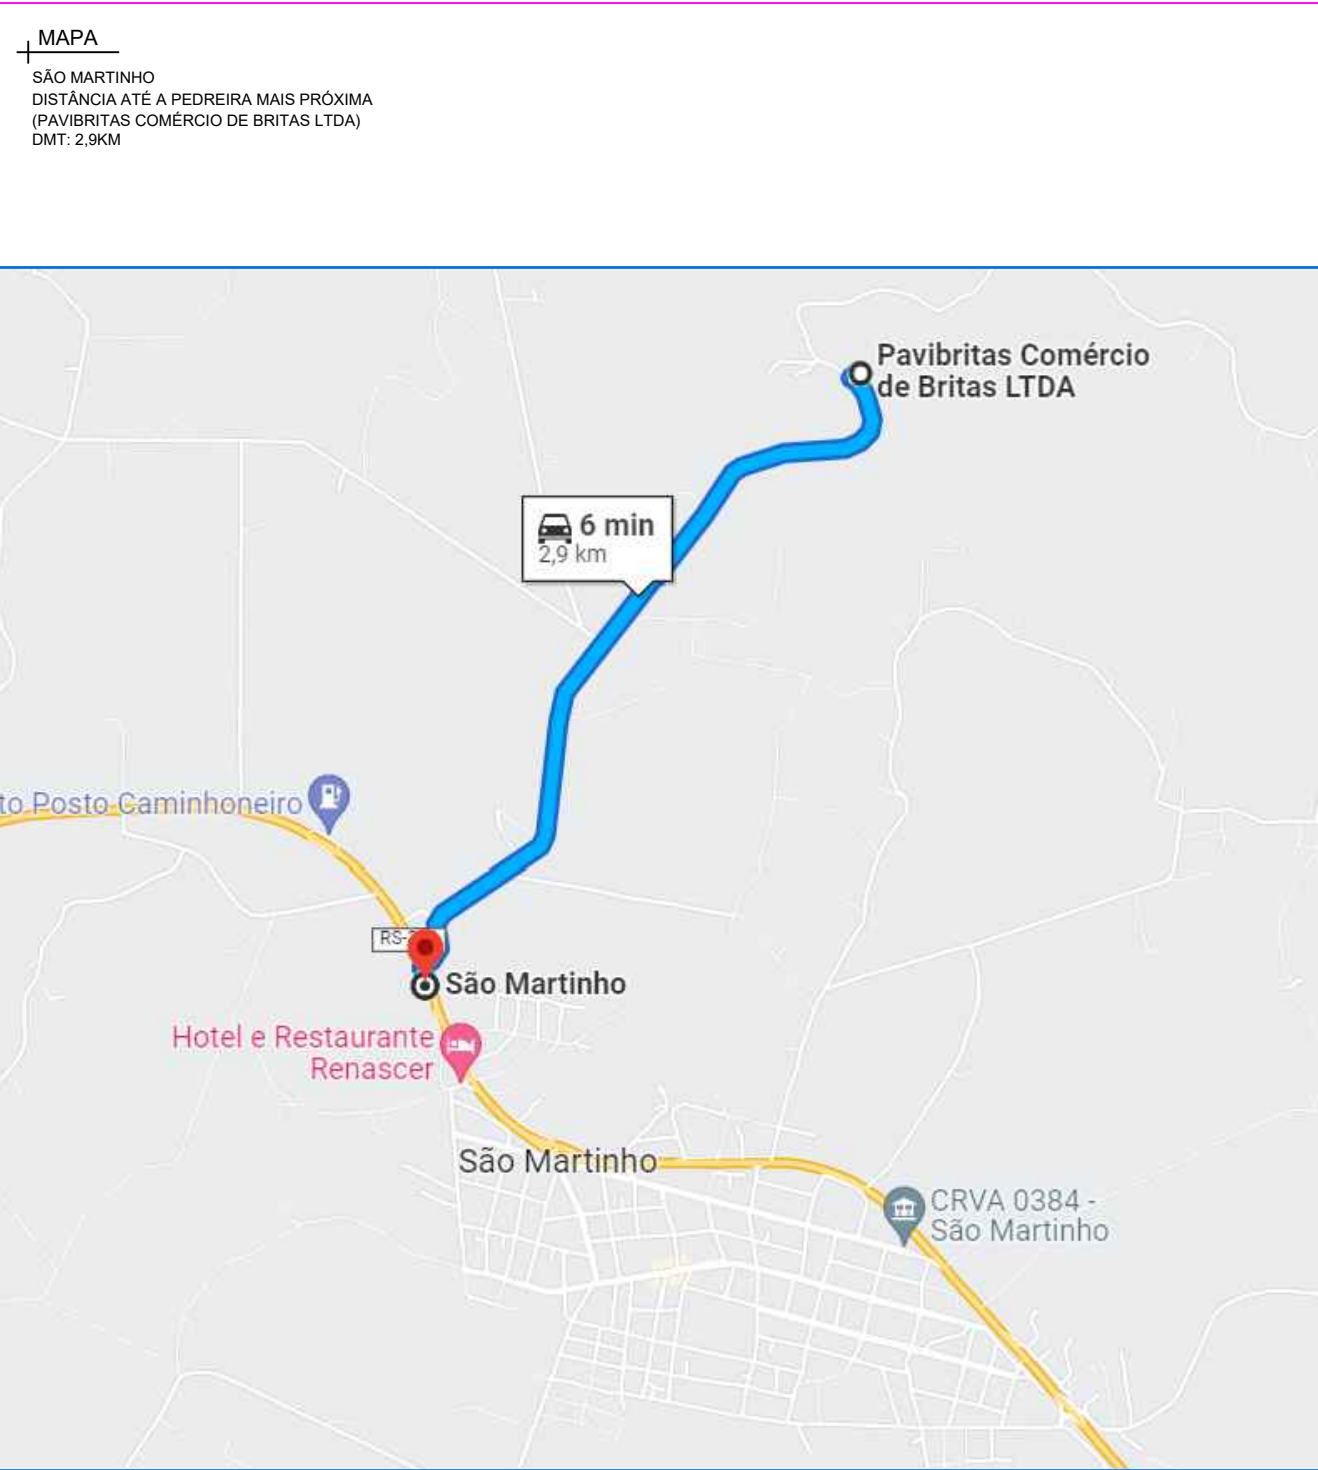 MAPA
SÃO MARTINHO
DISTÂNCIA ATÉ A PEDREIRA MAIS PRÓXIMA
(PAVIBRITAS COMÉRCIO DE BRITAS LTDA)
DMT: 2,9KM
Pavibritas Comércio
de Britas LTDA
6 min
2,9 km
to Posto Caminhoneiro
RS-
São Martinho
Hotel e Restaurante
Renascer
São Martinho
CRVA 0384 -
São Martinho